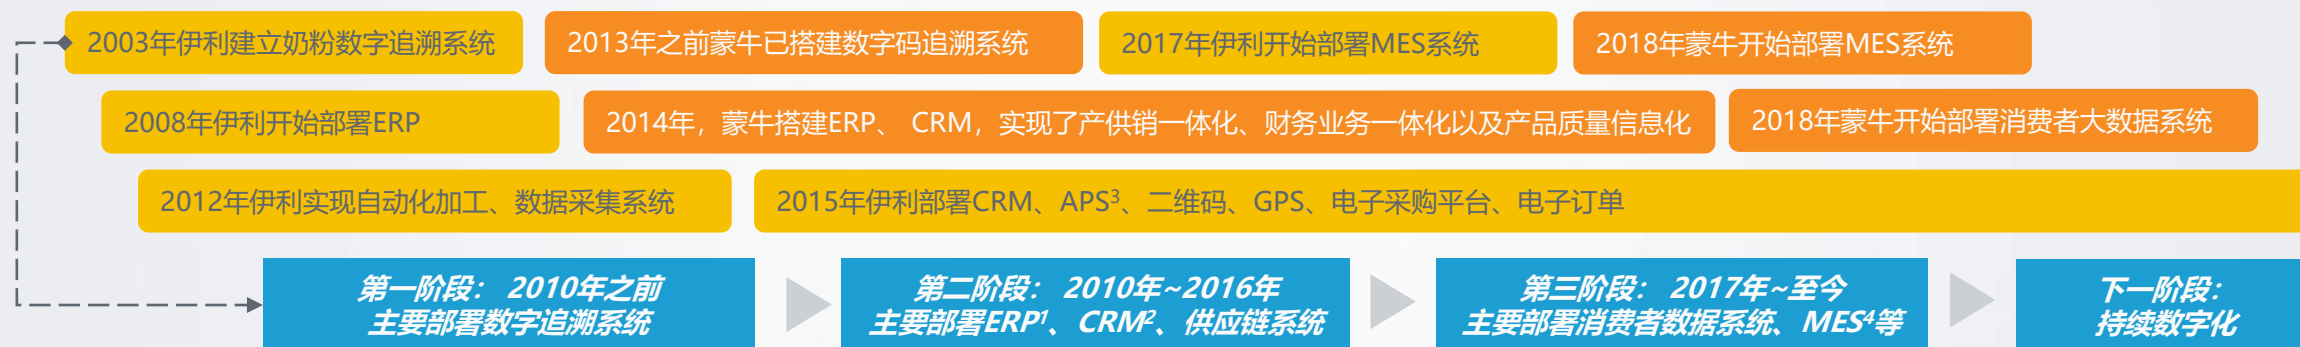 2003年伊利建立奶粉数字追溯系统
2013年之前蒙牛已搭建数字码追溯系统
2017年伊利开始部署MES系统
2018年蒙牛开始部署MES系统
2008年伊利开始部署ERP
2014年，蒙牛搭建ERP、 CRM，实现了产供销一体化、财务业务一体化以及产品质量信息化
2018年蒙牛开始部署消费者大数据系统
2012年伊利实现自动化加工、数据采集系统
2015年伊利部署CRM、APS³、二维码、GPS、电子采购平台、电子订单
第一阶段： 2010年之前
主要部署数字追溯系统
第二阶段： 2010年~2016年
主要部署ERP¹、CRM²、供应链系统
第三阶段： 2017年~至今
主要部署消费者数据系统、MES⁴等
下一阶段：
持续数字化